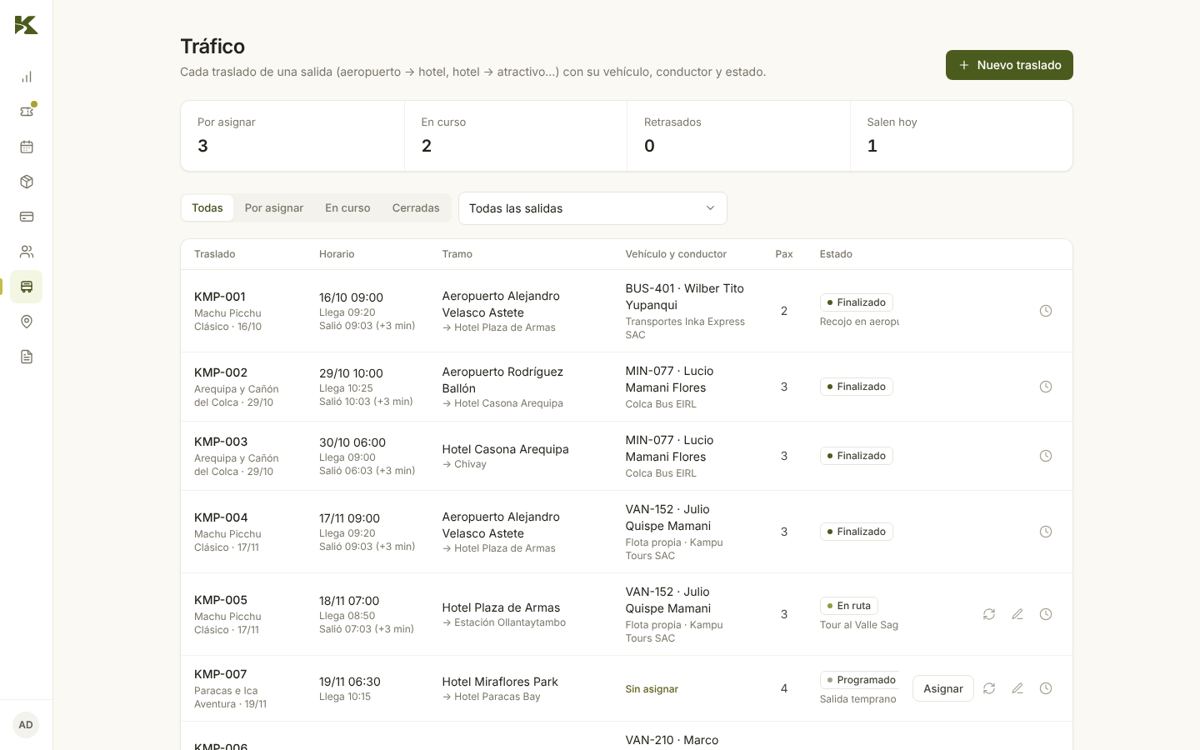 Tráfico
Cada traslado de una salida (aeropuerto → hotel, hotel → atractivo...) con su vehículo, conductor y estado.
+ Nuevo traslado
Por asignar
3
En curso
2
Retrasados
0
Salen hoy
1
Todas Por asignar En curso Cerradas Todas las salidas
Traslado Horario Tramo Vehículo y conductor Pax Estado
KMP-001
Machu Picchu
Clásico · 16/10
16/10 09:00
Llega 09:20
Salió 09:03 (+3 min)
Aeropuerto Alejandro
Velasco Astete
→ Hotel Plaza de Armas
BUS-401 · Wilber Tito
Yupanqui
Transportes Inka Express
SAC
2
Finalizado
Recojo en
KMP-002
Arequipa y Cañón
del Colca · 29/10
29/10 10:00
Llega 10:25
Salió 10:03 (+3 min)
Aeropuerto Rodríguez
Ballón
→ Hotel Casona Arequipa
MIN-077 · Lucio
Mamani Flores
Colca Bus EIRL
3
Finalizado
KMP-003
Arequipa y Cañón
del Colca · 29/10
30/10 06:00
Llega 09:00
Salió 06:03 (+3 min)
Hotel Casona Arequipa
→ Chivay
MIN-077 · Lucio
Mamani Flores
Colca Bus EIRL
3
Finalizado
KMP-004
Machu Picchu
Clásico · 17/11
17/11 09:00
Llega 09:20
Salió 09:03 (+3 min)
Aeropuerto Alejandro
Velasco Astete
→ Hotel Plaza de Armas
VAN-152 · Julio
Quispe Mamani
Flota propia · Kampu
Tours SAC
3
Finalizado
KMP-005
Machu Picchu
Clásico · 17/11
18/11 07:00
Llega 08:50
Salió 07:03 (+3 min)
Hotel Plaza de Armas
→ Estación Ollantaytambo
VAN-152 · Julio
Quispe Mamani
Flota propia · Kampu
Tours SAC
3
En ruta
Tour al Valle Sag
KMP-007
Paracas e Ica
Aventura · 19/11
19/11 06:30
Llega 10:15
Hotel Miraflores Park
→ Hotel Paracas Bay
Sin asignar
4
Programado
Salida temprano
Asignar
KMP-006
VAN-210 · Marco
AD